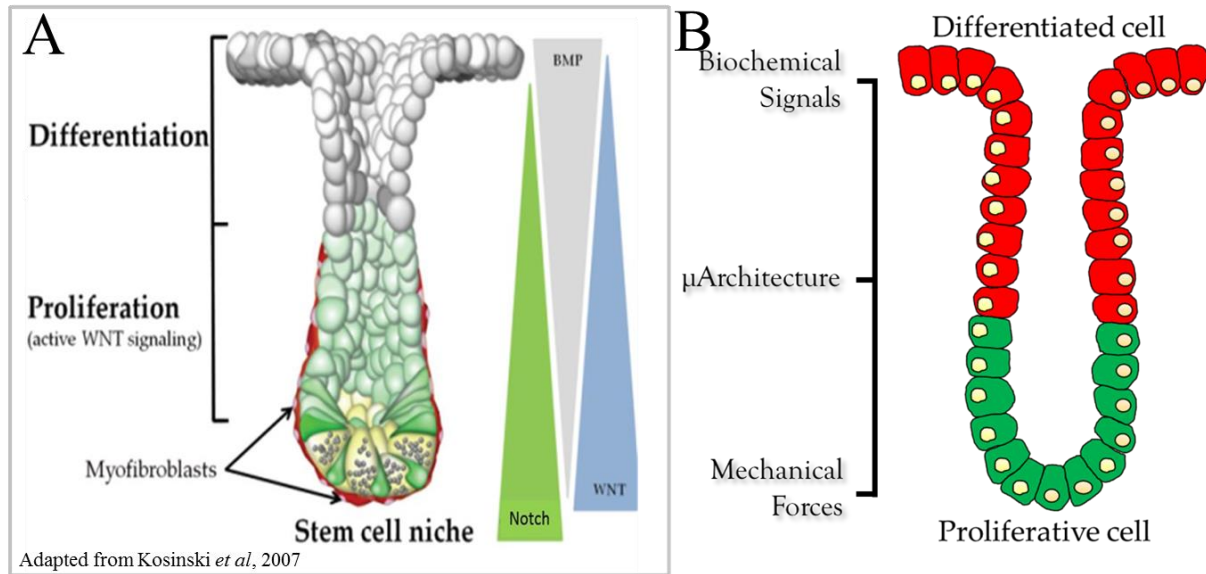 A
Differentiation
Proliferation
(active WNT signaling)
Myofibroblasts
Stem cell niche
Adapted from Kosinski et al, 2007
BMP
Notch
WNT
B
Differentiated cell
Biochemical
Signals
μArchitecture
Mechanical
Forces
Proliferative cell